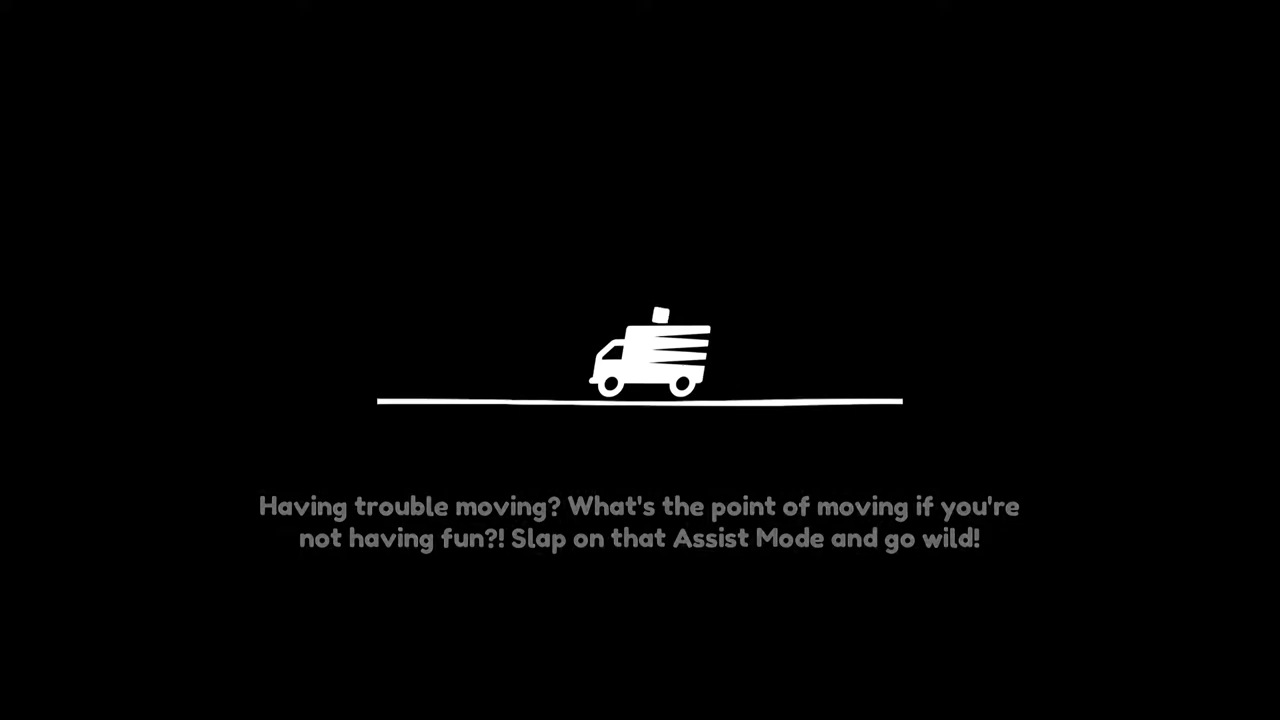 Having trouble moving? What's the point of moving if you're
not having fun?! Slap on that Assist Mode and go wild!